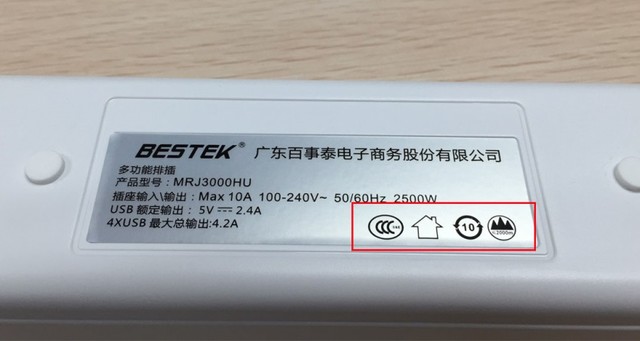 BESTEK® 广东百事泰电子商务股份有限公司
多功能排插
产品型号：MRJ3000HU
插座输入\输出：Max 10A 100-240V~ 50/60Hz 2500W
USB 额定输出： 5V⎓2.4A
4XUSB 最大总输出:4.2A
10
≤2000m